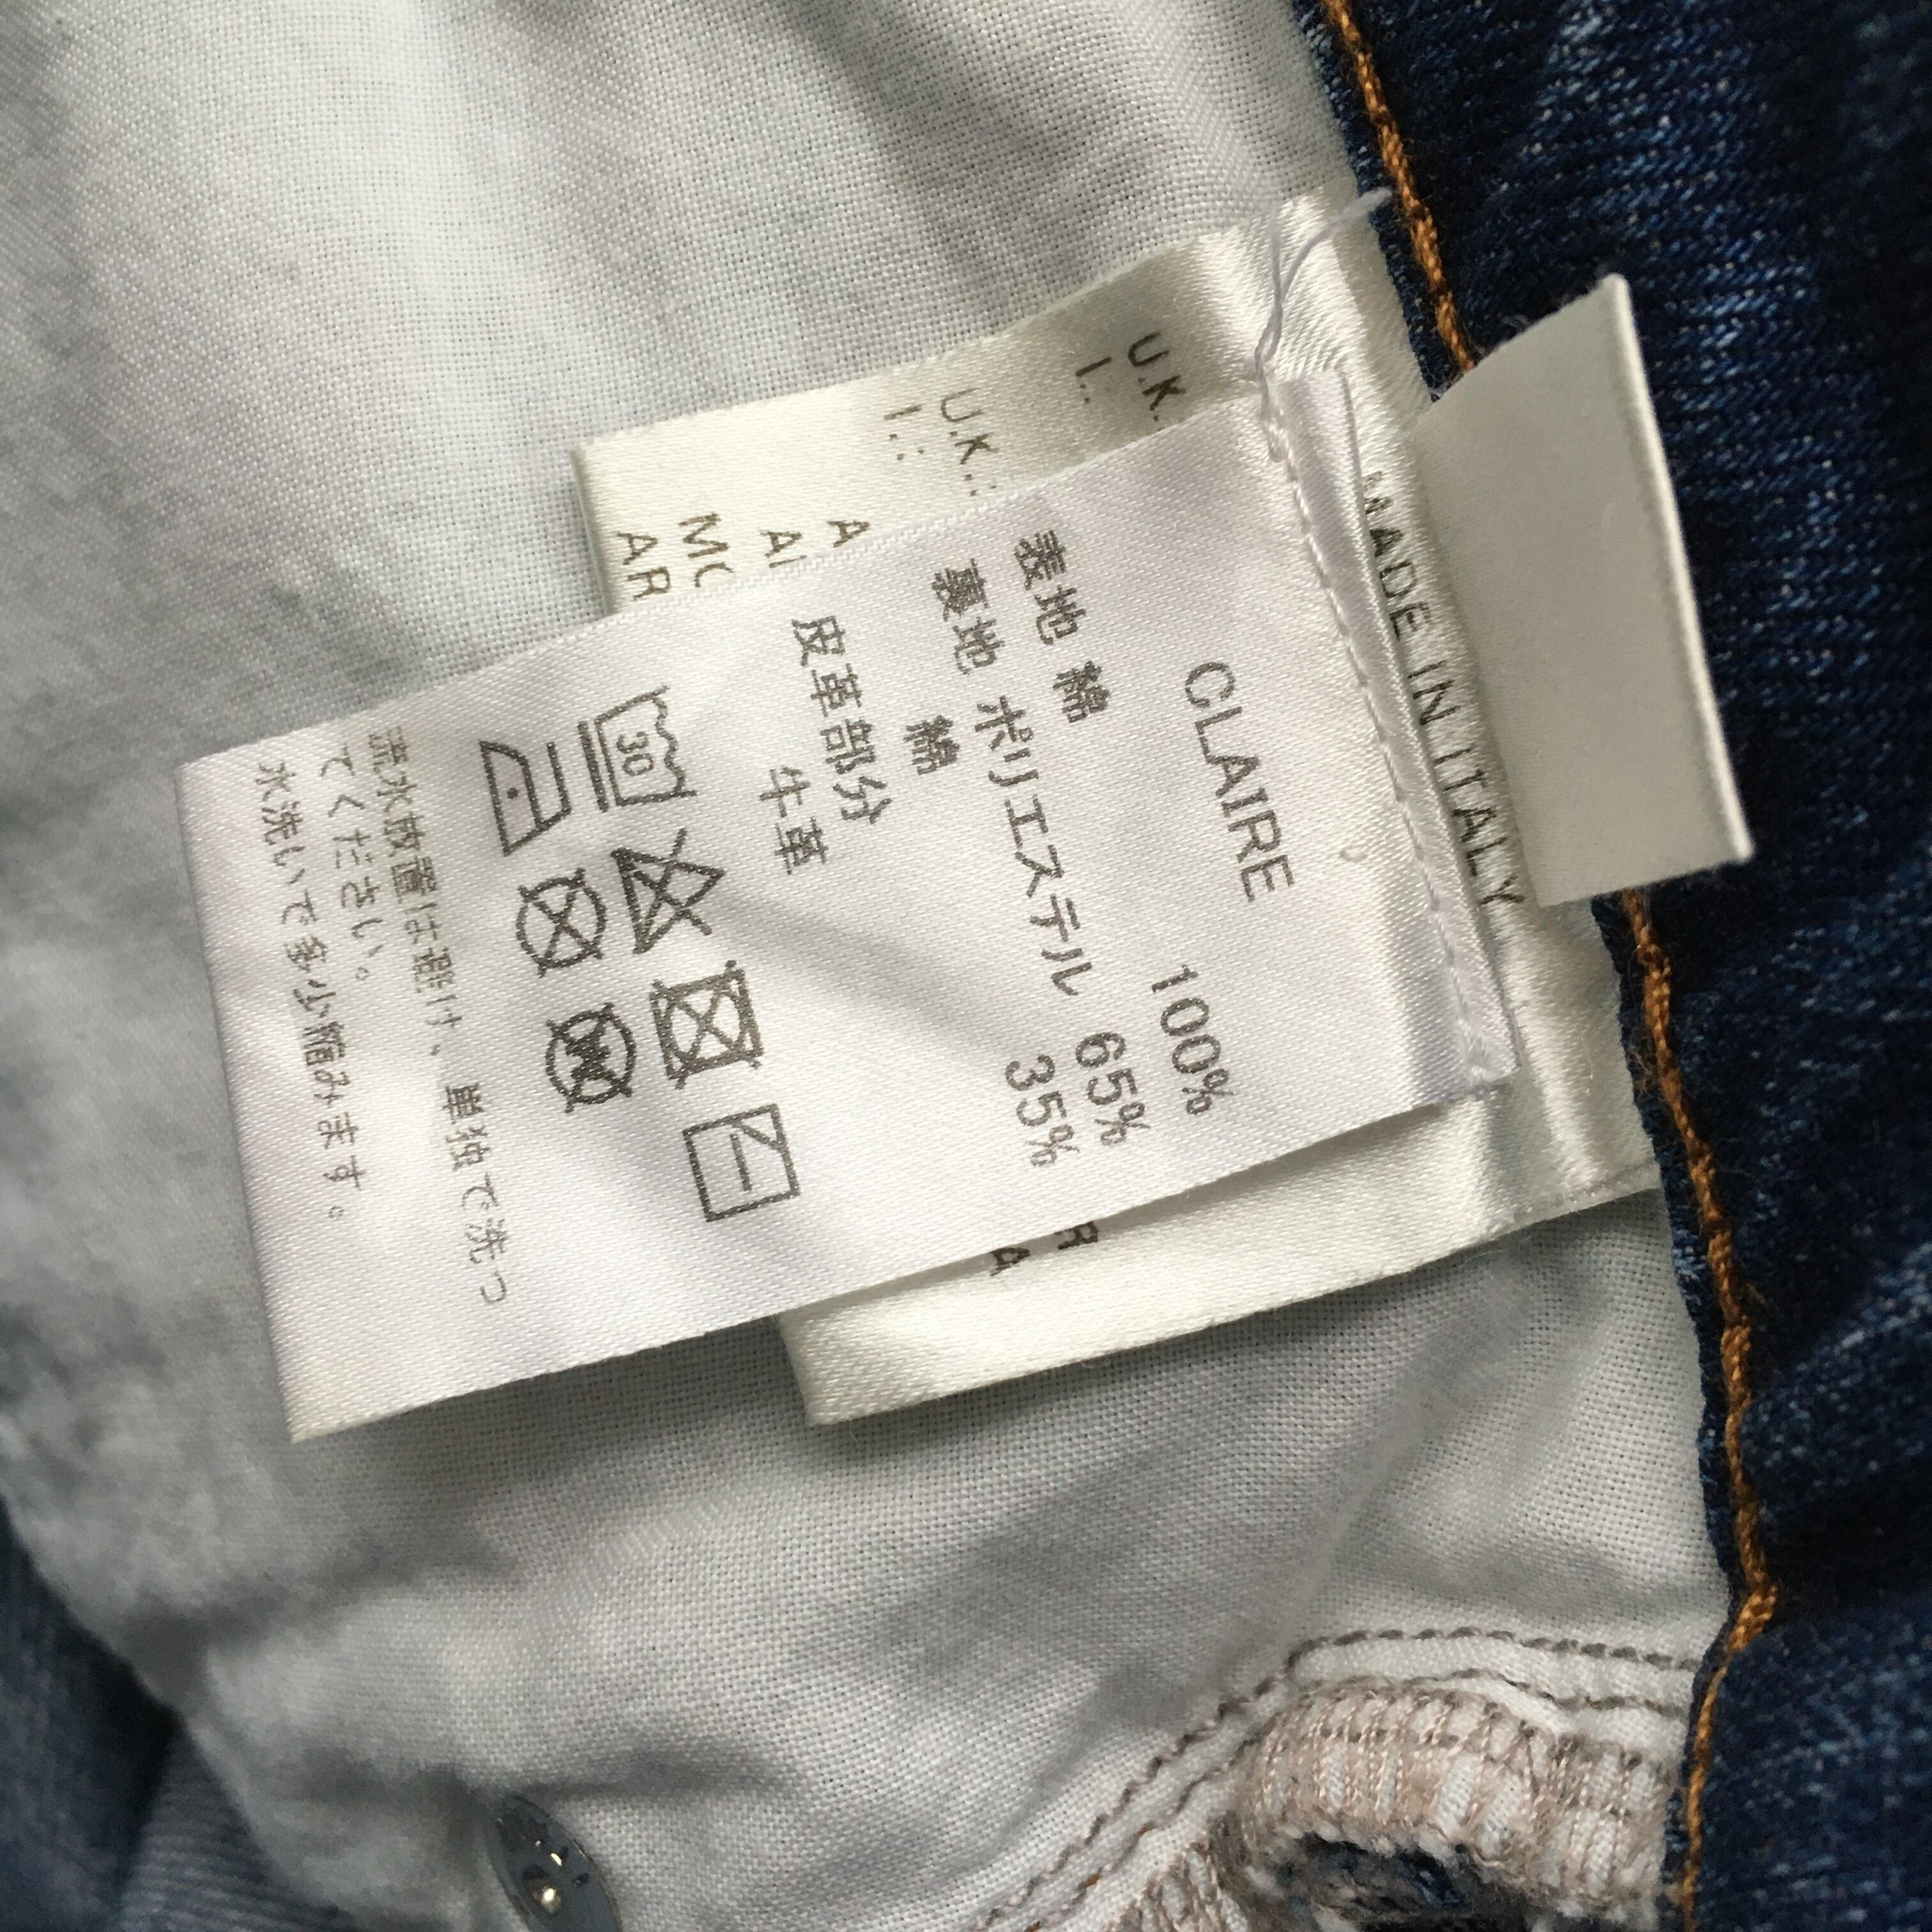 CLAIRE
表地 綿 100%
裏地 ポリエステル 65%
綿 35%
皮革部分
牛革
30
流水放置は避け、単独で洗っ
てください。
水洗いで多少縮みます。
MADE IN ITALY
U.K.
I.:
U.K.:
I.: